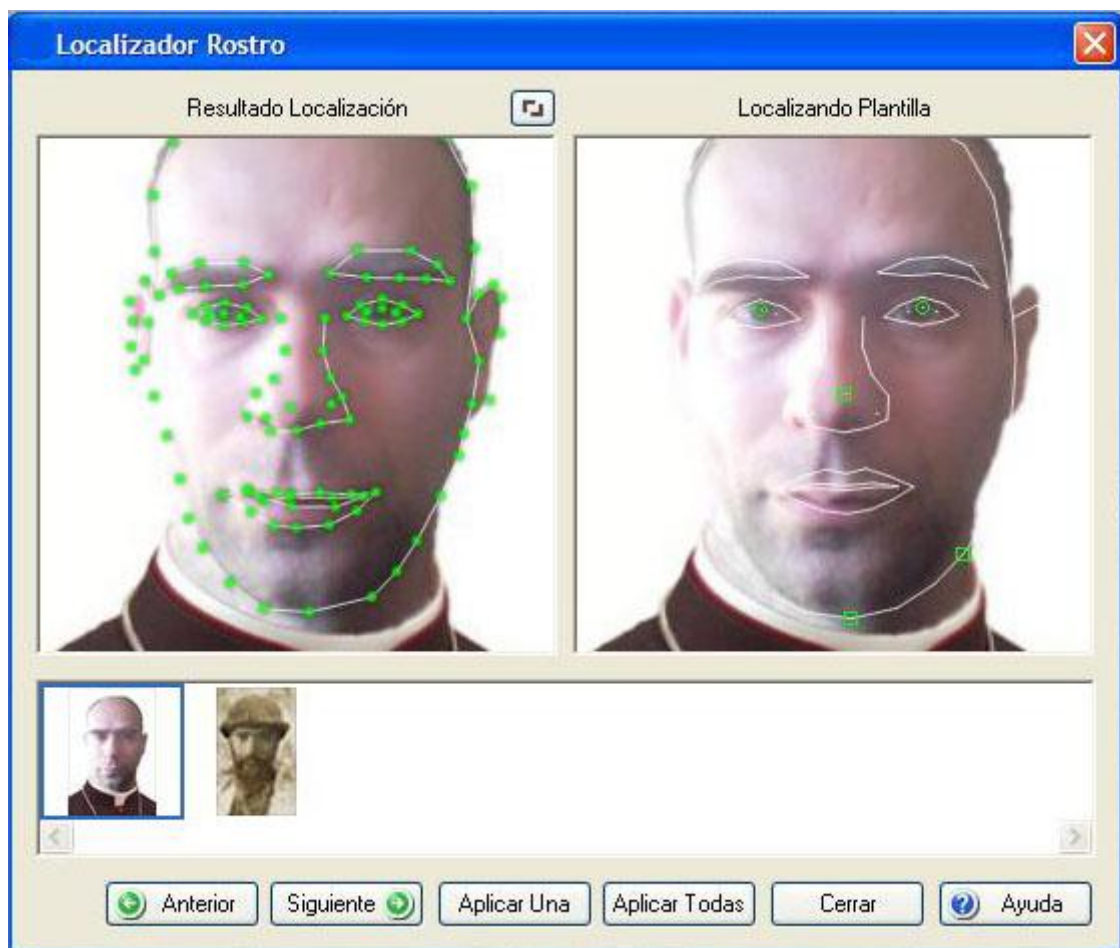 Localizador Rostro
Resultado Localización
Localizando Plantilla
Anterior
Siguiente
Aplicar Una
Aplicar Todas
Cerrar
Ayuda